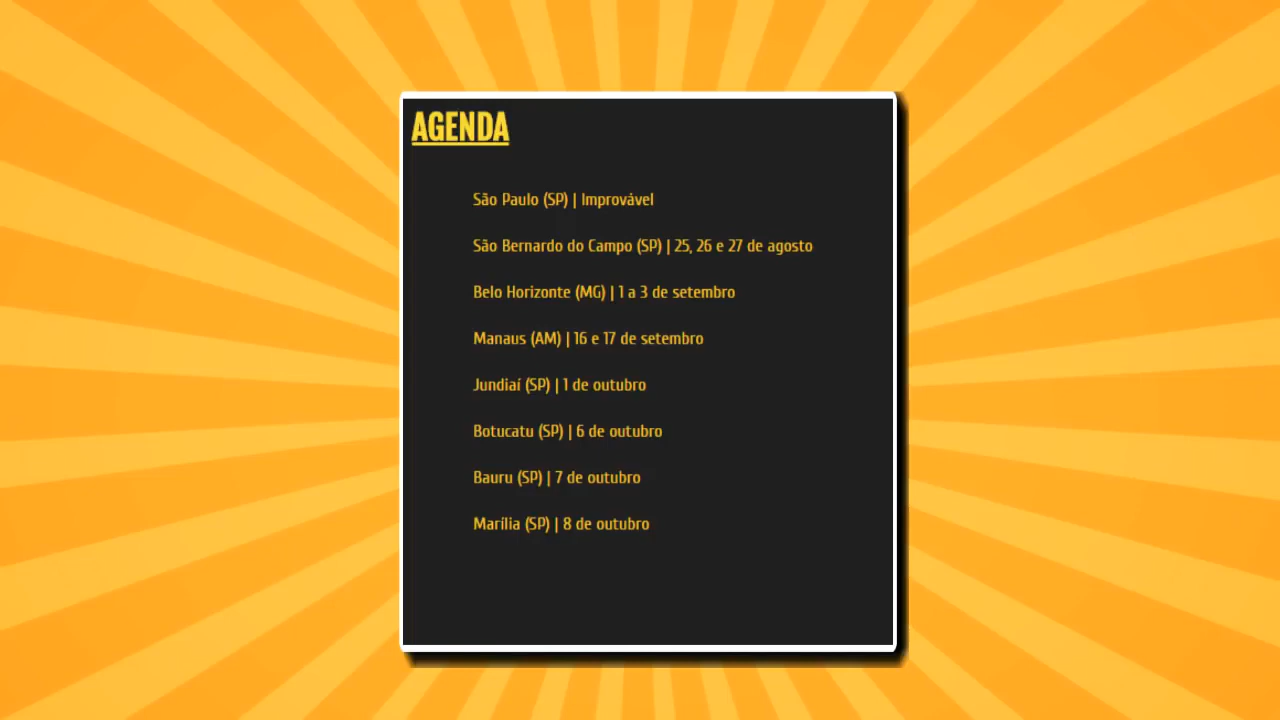 AGENDA
São Paulo (SP) | Improvável
São Bernardo do Campo (SP) | 25, 26 e 27 de agosto
Belo Horizonte (MG) | 1 a 3 de setembro
Manaus (AM) | 16 e 17 de setembro
Jundiaí (SP) | 1 de outubro
Botucatu (SP) | 6 de outubro
Bauru (SP) | 7 de outubro
Marília (SP) | 8 de outubro